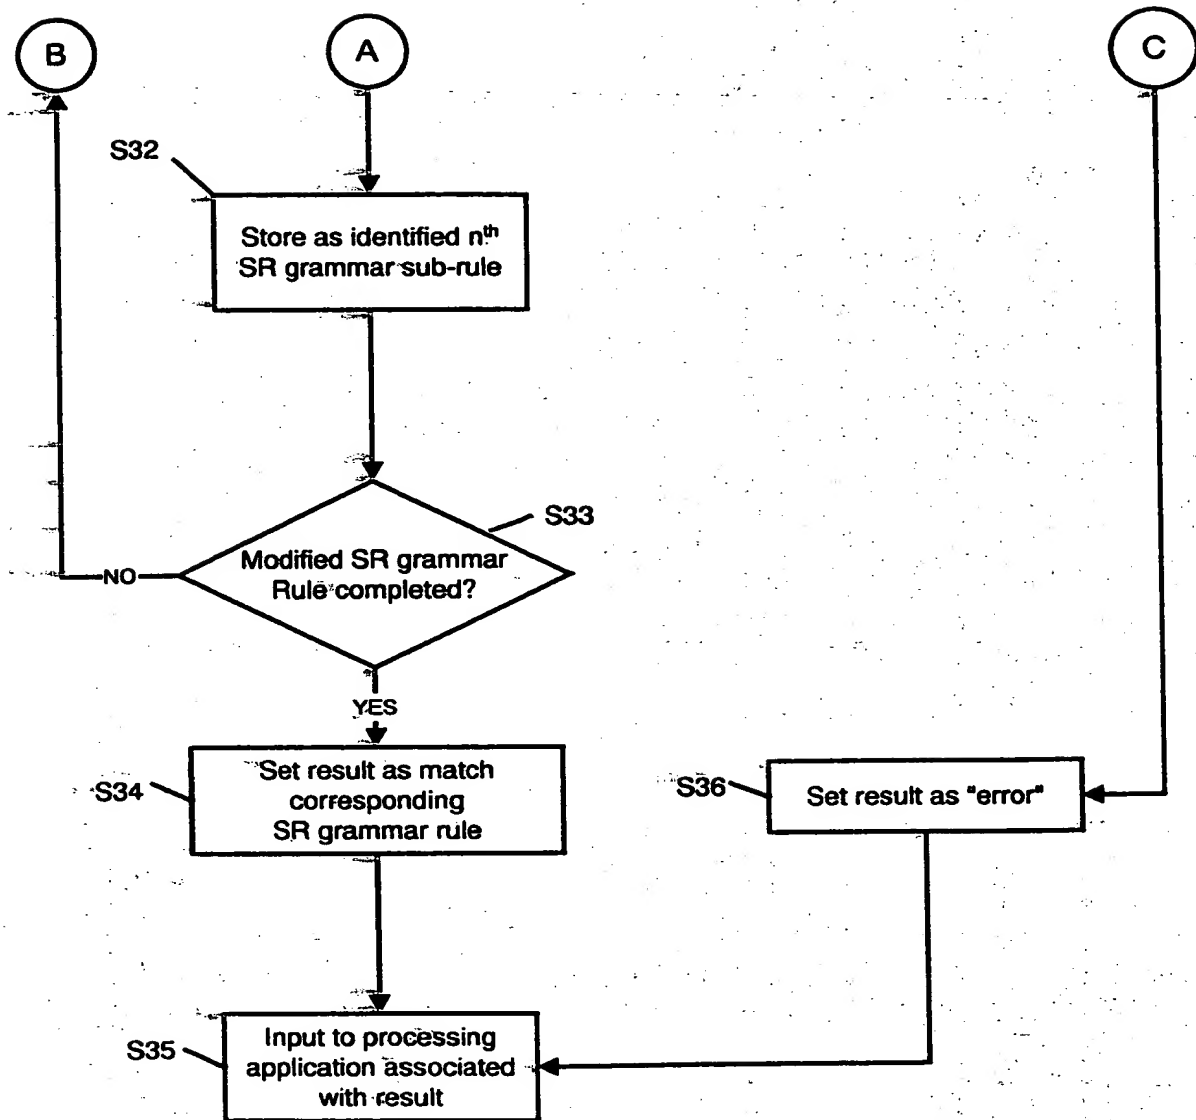 B
A
C
S32
Store as identified nth
SR grammar sub-rule
S33
Modified SR grammar
Rule completed?
NO
YES
S34
Set result as match
corresponding
SR grammar rule
S36
Set result as "error"
S35
Input to processing
application associated
with result